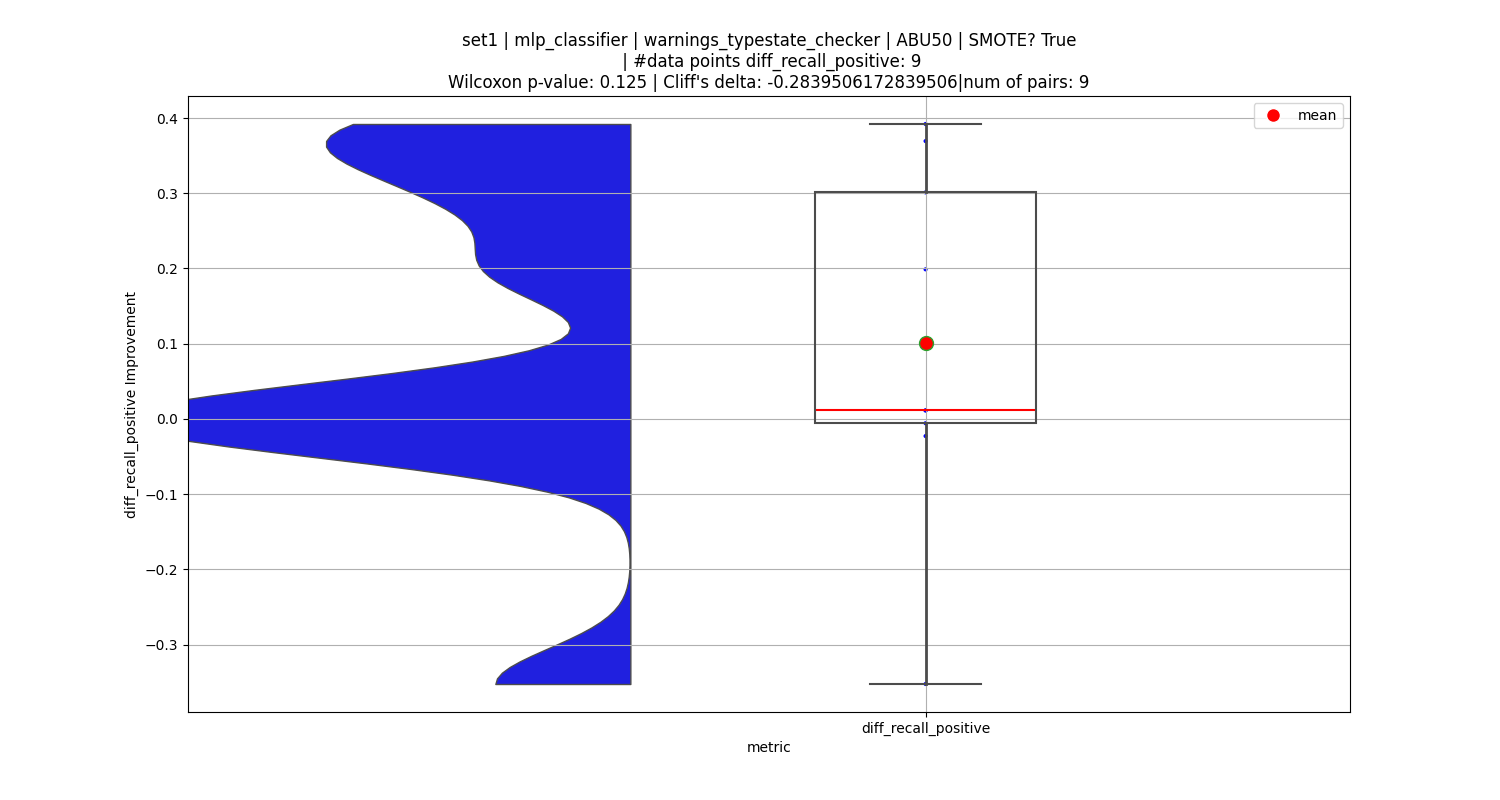 set1 | mlp_classifier | warnings_typestate_checker | ABU50 | SMOTE? True
| #data points diff_recall_positive: 9
Wilcoxon p-value: 0.125 | Cliff's delta: -0.2839506172839506|num of pairs: 9
mean
0.4
0.3
0.2
0.1
0.0
−0.1
−0.2
−0.3
diff_recall_positive Improvement
diff_recall_positive
metric